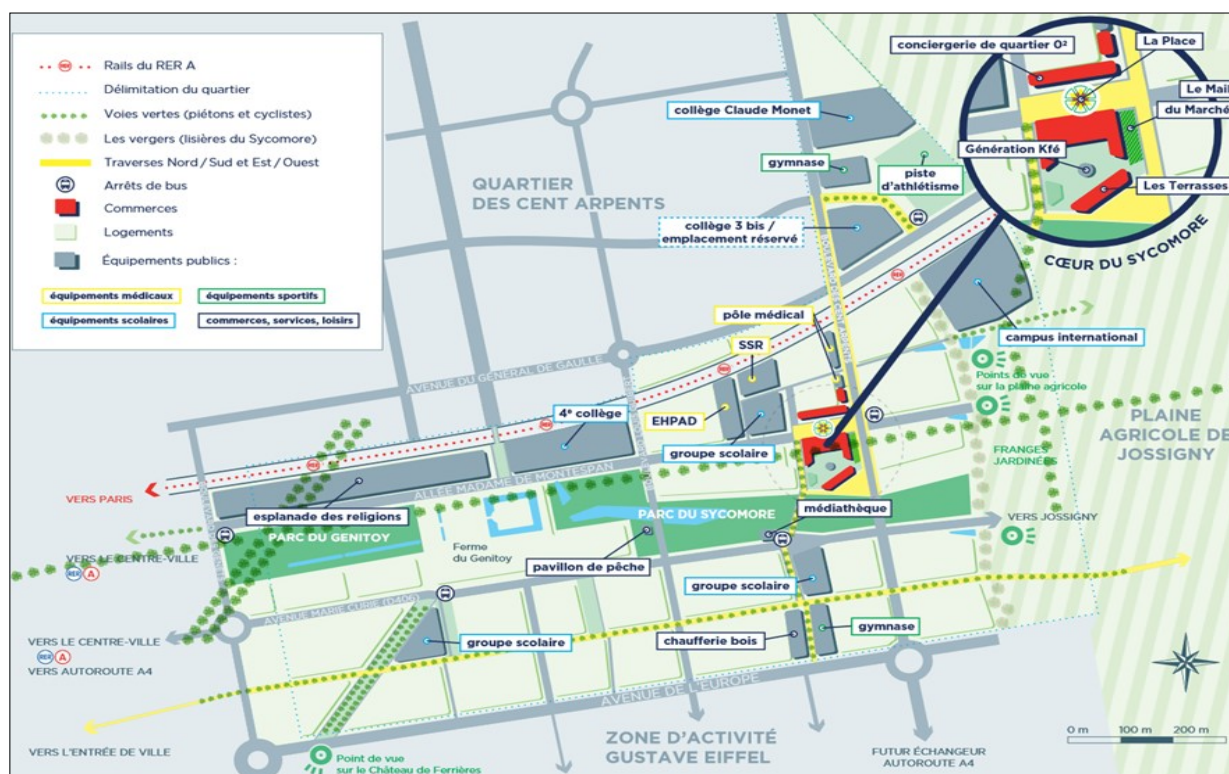 Rails du RER A
Délimitation du quartier
Voies vertes (piétons et cyclistes)
Les vergers (lisières du Sycomore)
Traverses Nord / Sud et Est / Ouest
Arrêts de bus
Commerces
Logements
Équipements publics :
équipements médicaux
équipements sportifs
équipements scolaires
commerces, services, loisirs
conciergerie de quartier O²
La Place
Le Mail
du Marché
Génération Kfé
Les Terrasses
CŒUR DU SYCOMORE
collège Claude Monet
gymnase
piste
d'athlétisme
QUARTIER
DES CENT ARPENTS
collège 3 bis /
emplacement réservé
RER
pôle médical
campus international
SSR
AVENUE DU GÉNÉRAL DE GAULLE
RER
Points de vue
sur la plaine agricole
4e collège
EHPAD
groupe scolaire
PLAINE
AGRICOLE DE
JOSSIGNY
FRANGES
JARDINÉES
RER
RER
VERS PARIS
ALLÉE MADAME DE MONTESPAN
esplanade des religions
PARC DU GENITOY
PARC DU SYCOMORE
médiathèque
VERS JOSSIGNY
Ferme
du Genitoy
pavillon de pêche
VERS LE CENTRE-VILLE
RER A
groupe scolaire
AVENUE MARIE CURIE (D406)
VERS LE CENTRE-VILLE
RER A
VERS AUTOROUTE A4
groupe scolaire
chaufferie bois
gymnase
AVENUE DE L'EUROPE
0 m 100 m 200 m
VERS L'ENTRÉE DE VILLE
Point de vue
sur le Château de Ferrières
ZONE D'ACTIVITÉ
GUSTAVE EIFFEL
FUTUR ÉCHANGEUR
AUTOROUTE A4